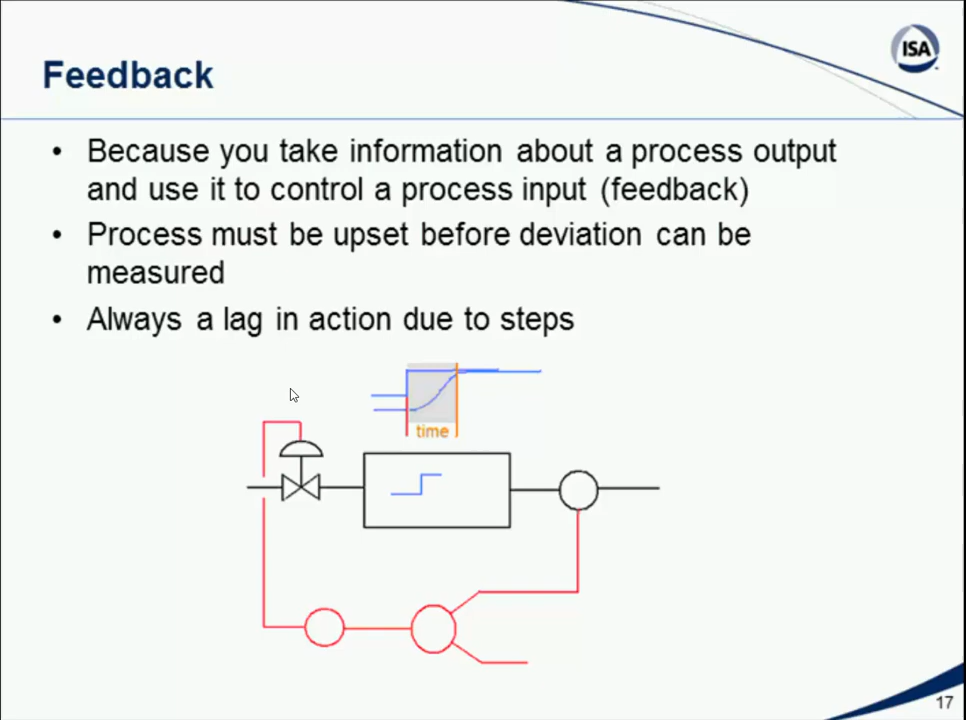 ISA
Feedback
• Because you take information about a process output
and use it to control a process input (feedback)
• Process must be upset before deviation can be
measured
• Always a lag in action due to steps
time
17